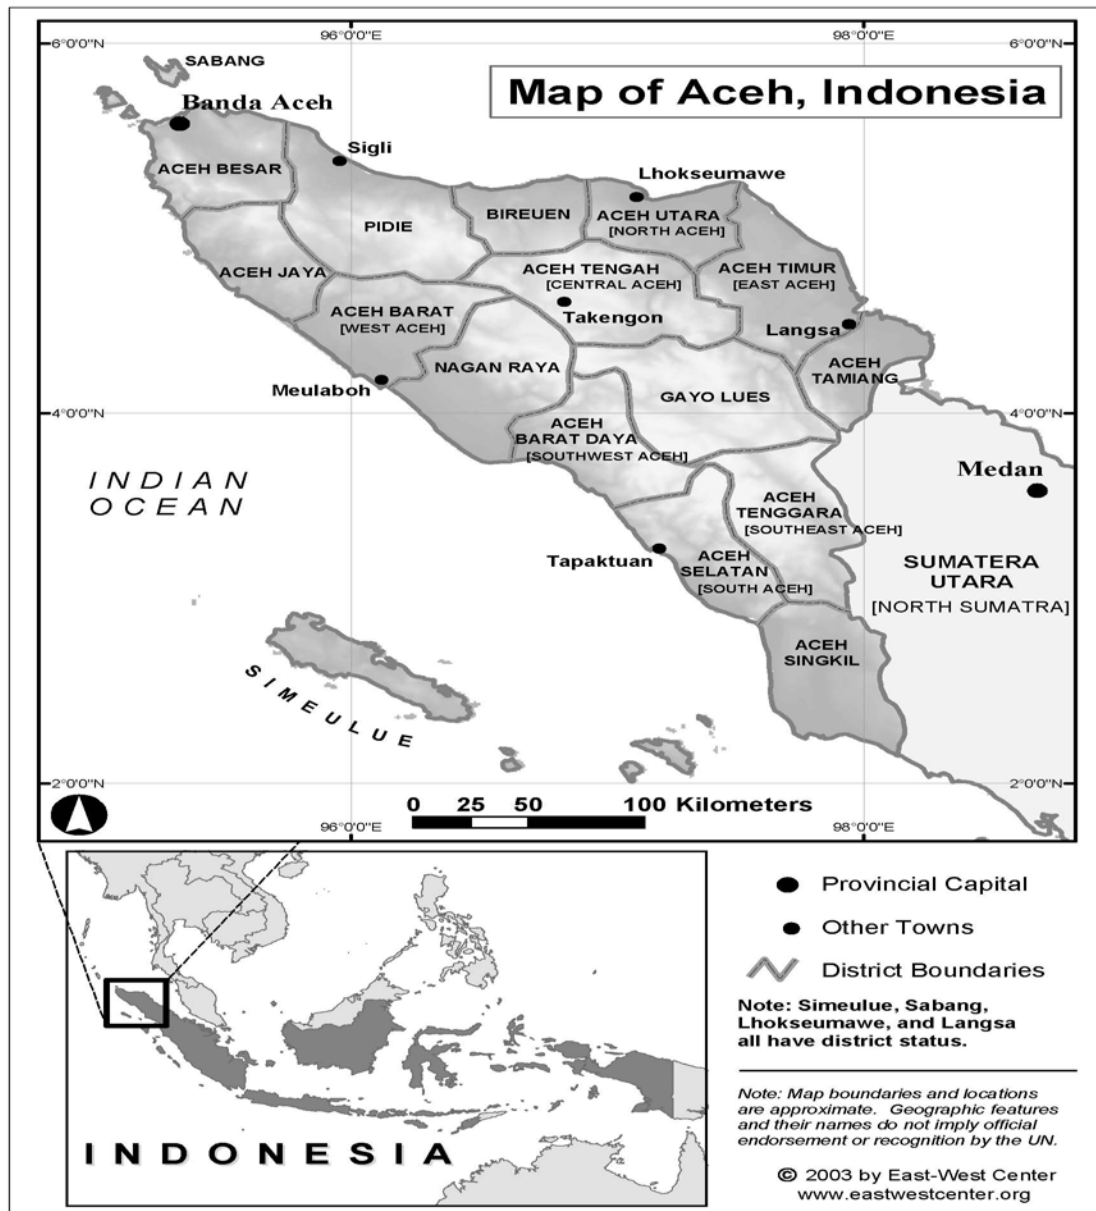 96°0'0"E
98°0'0"E
6°0'0"N
6°0'0"N
SABANG
Map of Aceh, Indonesia
Banda Aceh
Sigli
ACEH BESAR
Lhokseumawe
PIDIE
BIREUEN
ACEH UTARA
[NORTH ACEH]
ACEH JAYA
ACEH TENGAH
[CENTRAL ACEH]
Takengon
ACEH TIMUR
[EAST ACEH]
Langsa
ACEH BARAT
[WEST ACEH]
NAGAN RAYA
ACEH
TAMIANG
Meulaboh
GAYO LUES
4°0'0"N
4°0'0"N
ACEH
BARAT DAYA
[SOUTHWEST ACEH]
INDIAN
OCEAN
Medan
ACEH
TENGGARA
[SOUTHEAST ACEH]
Tapaktuan
ACEH
SELATAN
[SOUTH ACEH]
SUMATERA
UTARA
[NORTH SUMATRA]
ACEH
SINGKIL
SIMEULUE
2°0'0"N
2°0'0"N
0 25 50 100 Kilometers
96°0'0"E
98°0'0"E
INDONESIA
Provincial Capital
Other Towns
District Boundaries
Note: Simeulue, Sabang,
Lhokseumawe, and Langsa
all have district status.
Note: Map boundaries and locations
are approximate. Geographic features
and their names do not imply official
endorsement or recognition by the UN.
© 2003 by East-West Center
www.eastwestcenter.org